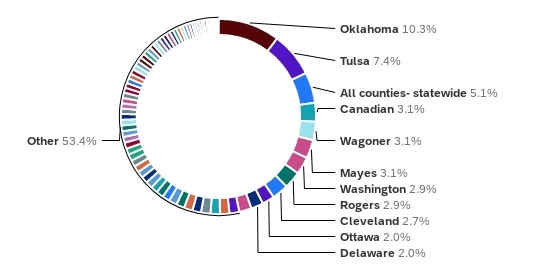 Oklahoma 10.3%
Tulsa 7.4%
All counties- statewide 5.1%
Canadian 3.1%
Other 53.4%
Wagoner 3.1%
Mayes 3.1%
Washington 2.9%
Rogers 2.9%
Cleveland 2.7%
Ottawa 2.0%
Delaware 2.0%